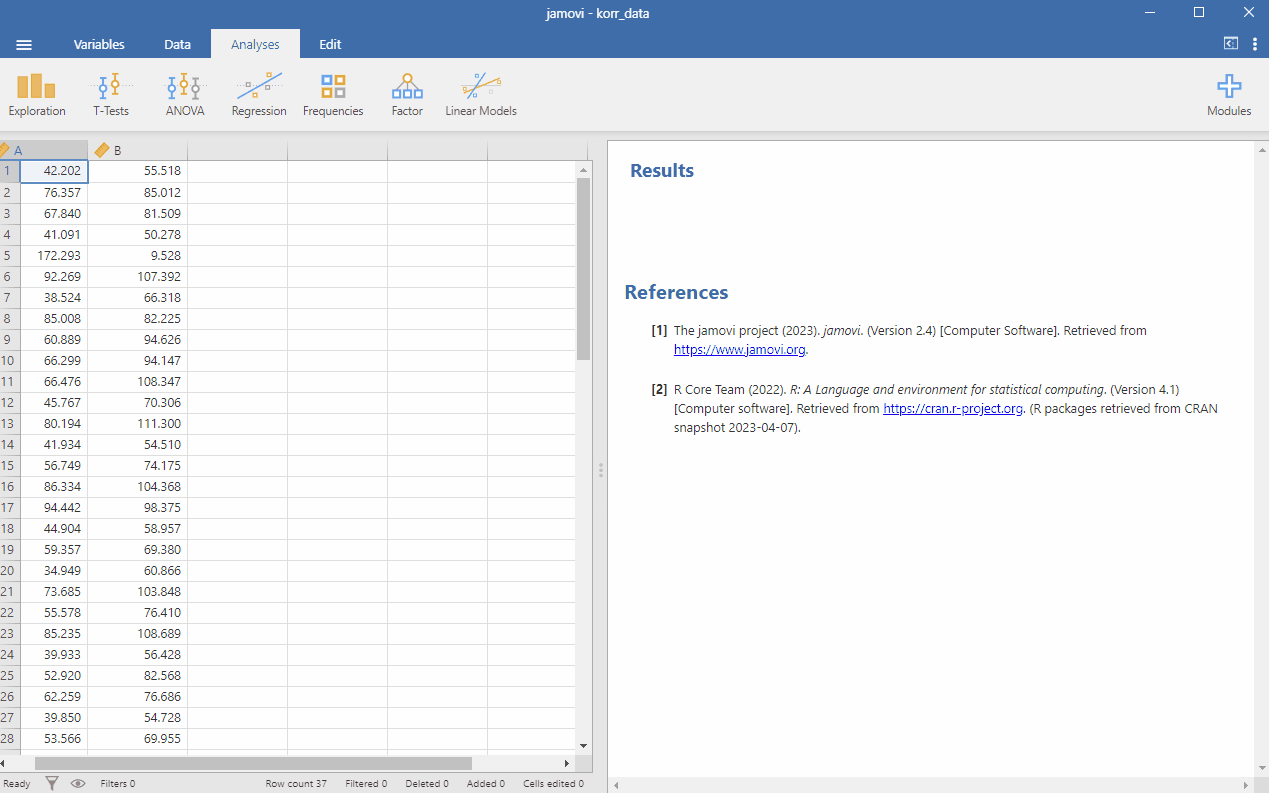 jamovi - korr_data
Variables Data Analyses Edit
Exploration T-Tests ANOVA Regression Frequencies Factor Linear Models Modules
A B
1 42.202 55.518
2 76.357 85.012
3 67.840 81.509
4 41.091 50.278
5 172.293 9.528
6 92.269 107.392
7 38.524 66.318
8 85.008 82.225
9 60.889 94.626
10 66.299 94.147
11 66.476 108.347
12 45.767 70.306
13 80.194 111.300
14 41.934 54.510
15 56.749 74.175
16 86.334 104.368
17 94.442 98.375
18 44.904 58.957
19 59.357 69.380
20 34.949 60.866
21 73.685 103.848
22 55.578 76.410
23 85.235 108.689
24 39.933 56.428
25 52.920 82.568
26 62.259 76.686
27 39.850 54.728
28 53.566 69.955
Ready Filters 0 Row count 37 Filtered 0 Deleted 0 Added 0 Cells edited 0
Results
References
[1] The jamovi project (2023). jamovi. (Version 2.4) [Computer Software]. Retrieved from
https://www.jamovi.org.
[2] R Core Team (2022). R: A Language and environment for statistical computing. (Version 4.1)
[Computer software]. Retrieved from https://cran.r-project.org. (R packages retrieved from CRAN
snapshot 2023-04-07).